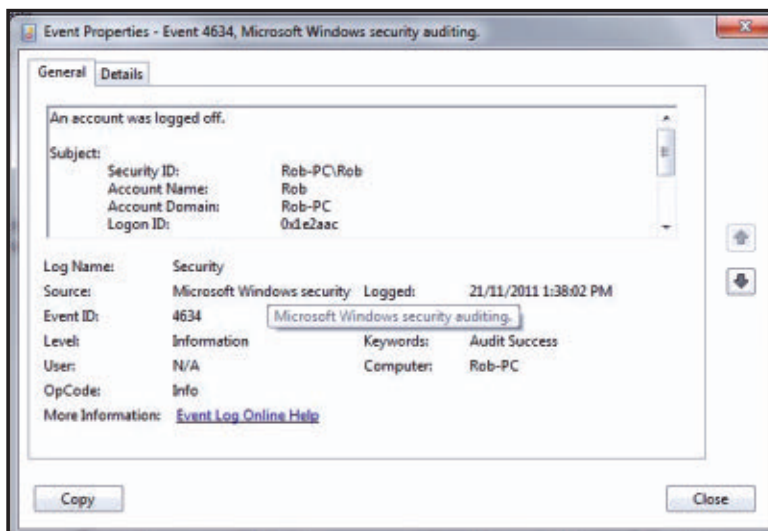 Event Properties - Event 4634, Microsoft Windows security auditing.
General Details
An account was logged off.
Subject:
Security ID: Rob-PC\Rob
Account Name: Rob
Account Domain: Rob-PC
Logon ID: 0x1e2aac
Log Name: Security
Source: Microsoft Windows security Logged: 21/11/2011 1:38:02 PM
Event ID: 4634
Microsoft Windows security auditing.
Level: Information Keywords: Audit Success
User: N/A Computer: Rob-PC
OpCode: Info
More Information: Event Log Online Help
Copy Close